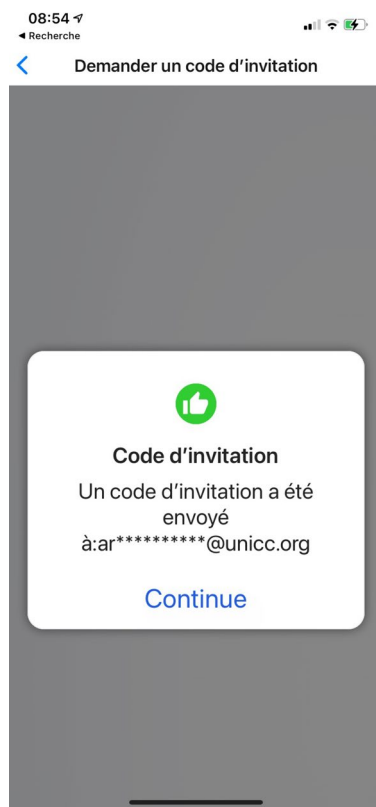 08:54
◀ Recherche
Demander un code d’invitation
Code d’invitation
Un code d’invitation a été
envoyé
à:ar**********@unicc.org
Continue